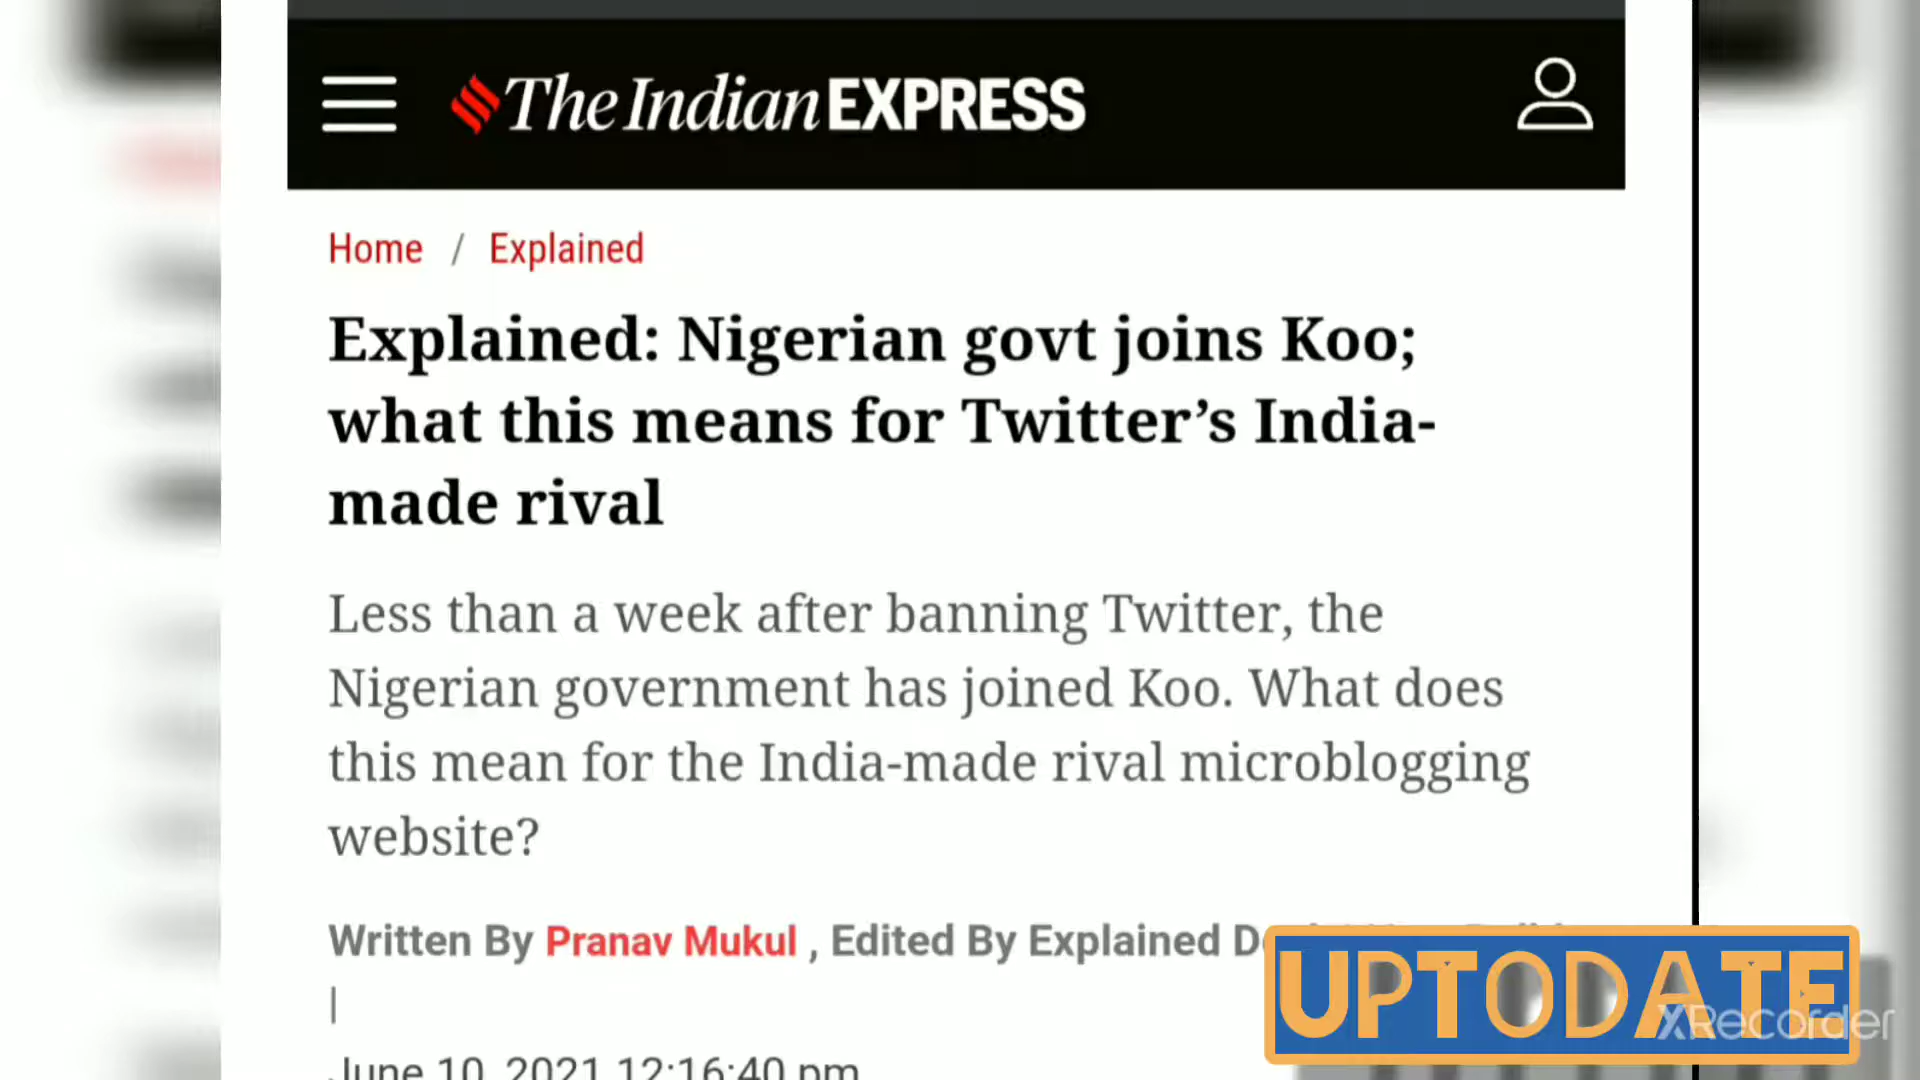 The Indian EXPRESS
Home / Explained
Explained: Nigerian govt joins Koo;
what this means for Twitter’s India-
made rival
Less than a week after banning Twitter, the
Nigerian government has joined Koo. What does
this mean for the India-made rival microblogging
website?
Written By Pranav Mukul , Edited By Explained
|
June 10, 2021 12:16:40 pm
UPTODATE
XRecorder